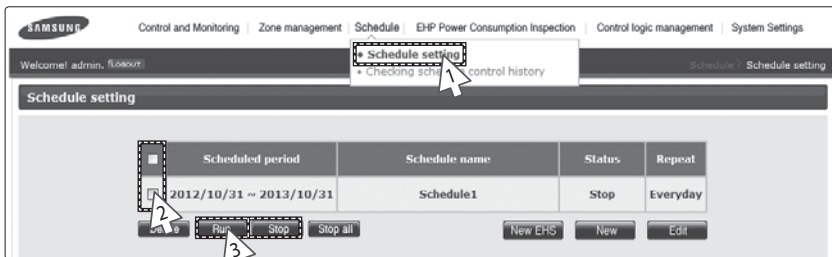 SAMSUNG Control and Monitoring Zone management Schedule EHP Power Consumption Inspection Control logic management System Settings
• Schedule setting
Welcome! admin. LOGOUT • Checking schedule control history Schedule > Schedule setting
1
Schedule setting
Scheduled period Schedule name Status Repeat
2012/10/31 ~ 2013/10/31 Schedule1 Stop Everyday
2
Delete Run Stop Stop all New EHS New Edit
3